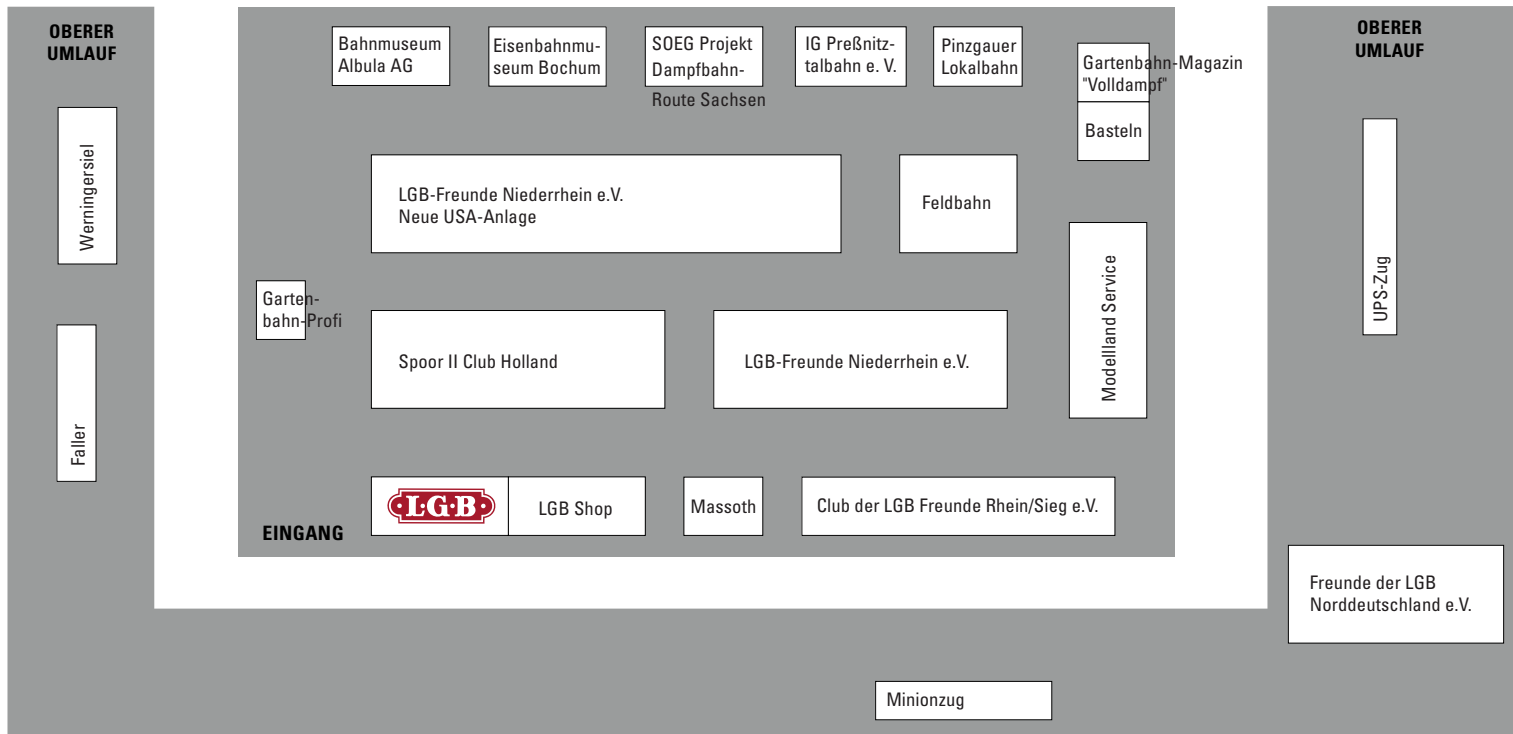 OBERER
UMLAUF
Werningersiel
Faller
Bahnmuseum
Albula AG
Eisenbahnmu-
seum Bochum
SOEG Projekt
Dampfbahn-
Route Sachsen
IG Preßnitz-
talbahn e. V.
Pinzgauer
Lokalbahn
Gartenbahn-Magazin
"Volldampf"
Basteln
LGB-Freunde Niederrhein e.V.
Neue USA-Anlage
Feldbahn
Garten-
bahn-Profi
Spoor II Club Holland
LGB-Freunde Niederrhein e.V.
Modellland Service
EINGANG
L·G·B
LGB Shop
Massoth
Club der LGB Freunde Rhein/Sieg e.V.
OBERER
UMLAUF
UPS-Zug
Freunde der LGB
Norddeutschland e.V.
Minionzug